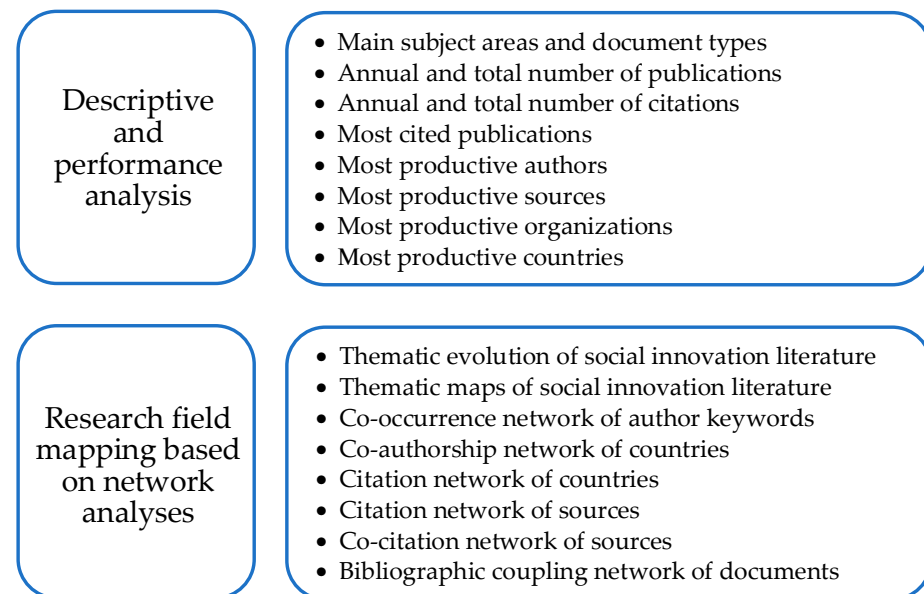 Descriptive
and
performance
analysis
• Main subject areas and document types
• Annual and total number of publications
• Annual and total number of citations
• Most cited publications
• Most productive authors
• Most productive sources
• Most productive organizations
• Most productive countries
Research field
mapping based
on network
analyses
• Thematic evolution of social innovation literature
• Thematic maps of social innovation literature
• Co-occurrence network of author keywords
• Co-authorship network of countries
• Citation network of countries
• Citation network of sources
• Co-citation network of sources
• Bibliographic coupling network of documents